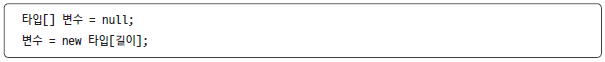 타입[] 변수 = null;
변수 = new 타입[길이];